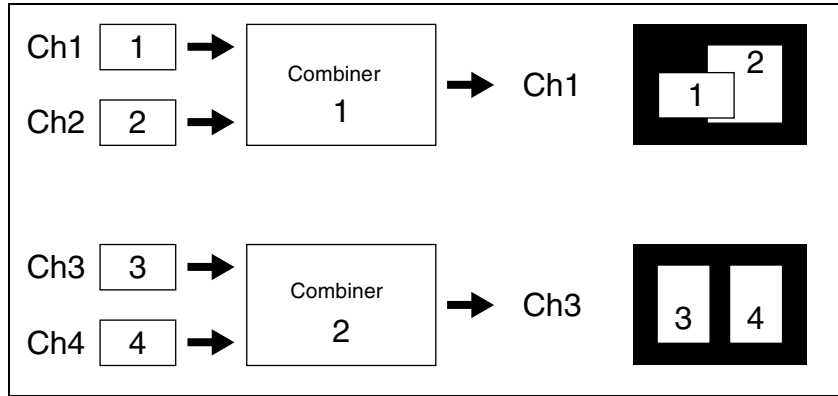 Ch1 1 Combiner 1 Ch1 1 2
Ch2 2
Ch3 3 Combiner 2 Ch3 3 4
Ch4 4